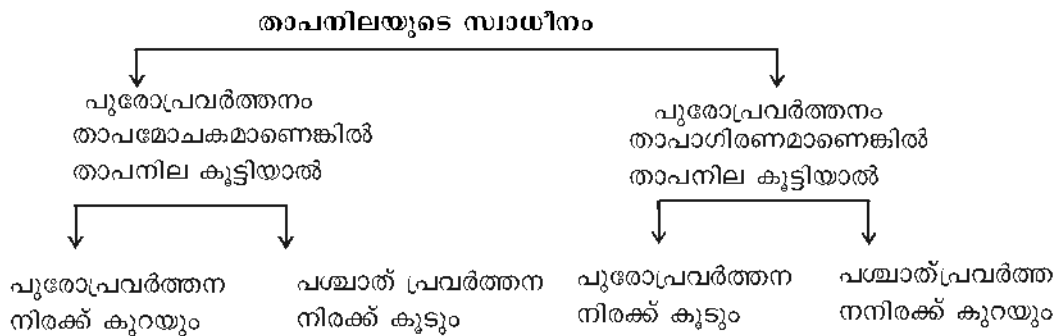 താപനിലയുടെ സ്വാധീനം
പുരോപ്രവർത്തനം
താപമോചകമാണെങ്കിൽ
താപനില കൂട്ടിയാൽ
പുരോപ്രവർത്തനം
താപാഗിരണമാണെങ്കിൽ
താപനില കൂട്ടിയാൽ
പുരോപ്രവർത്തന
നിരക്ക് കുറയും
പശ്ചാത് പ്രവർത്തന
നിരക്ക് കൂടും
പുരോപ്രവർത്തന
നിരക്ക് കൂടും
പശ്ചാത്പ്രവർത്ത
നനിരക്ക് കുറയും